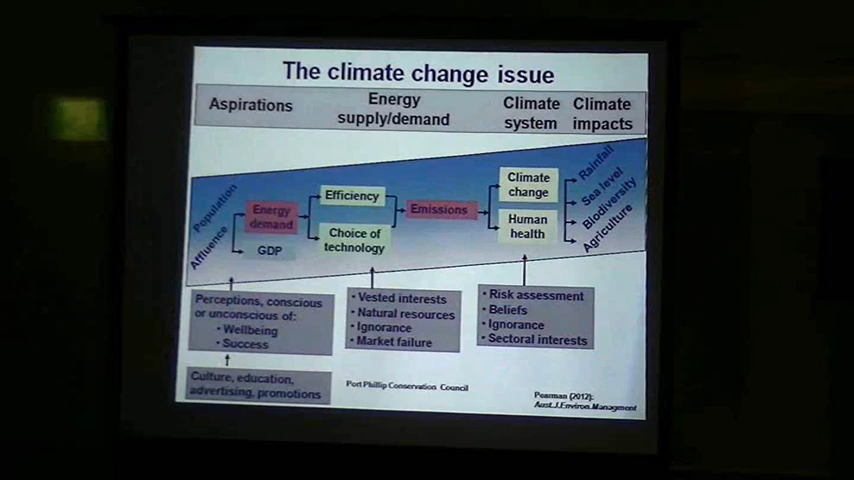 The climate change issue
Aspirations
Energy
supply/demand
Climate
system
Climate
impacts
Population
Affluence
Energy
demand
GDP
Efficiency
Choice of
technology
Emissions
Climate
change
Human
health
Rainfall
Sea level
Biodiversity
Agriculture
Perceptions, conscious
or unconscious of:
• Wellbeing
• Success
• Vested interests
• Natural resources
• Ignorance
• Market failure
• Risk assessment
• Beliefs
• Ignorance
• Sectoral interests
Culture, education,
advertising, promotions
Port Phillip Conservation Council
Pearman (2012):
Aust.J.Environ.Managment